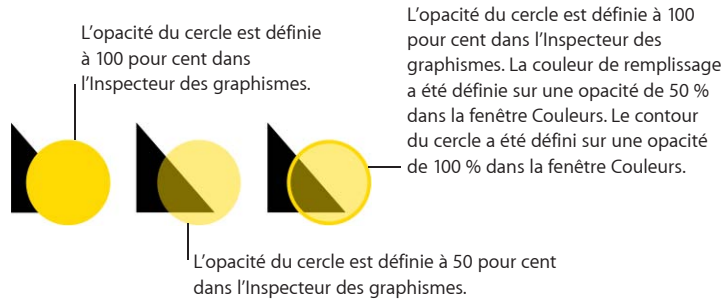 L'opacité du cercle est définie
à 100 pour cent dans
l'Inspecteur des graphismes.
L'opacité du cercle est définie à 100
pour cent dans l'Inspecteur des
graphismes. La couleur de remplissage
a été définie sur une opacité de 50 %
dans la fenêtre Couleurs. Le contour
du cercle a été défini sur une opacité
de 100 % dans la fenêtre Couleurs.
L'opacité du cercle est définie à 50 pour cent
dans l'Inspecteur des graphismes.